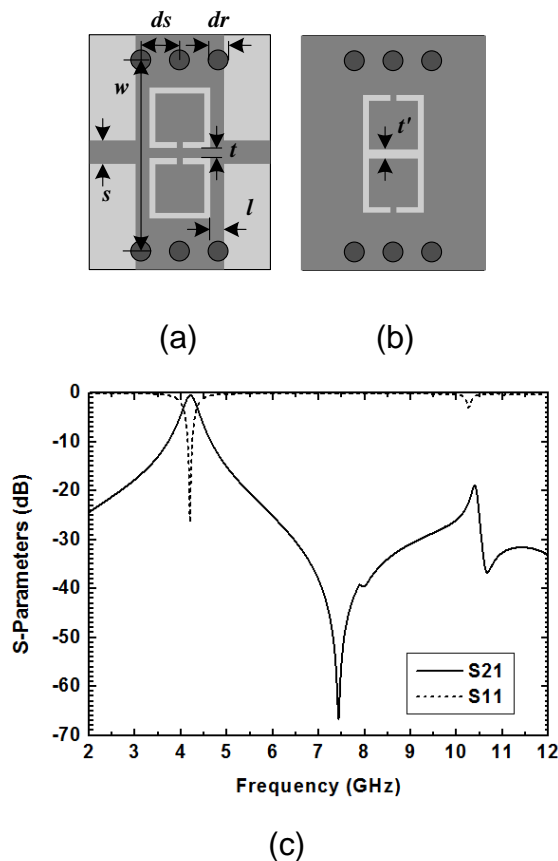 ds dr
w
t
s
l
t'
(a) (b)
0
-10
-20
-30
-40
-50
-60
-70
S-Parameters (dB)
S21
S11
2 3 4 5 6 7 8 9 10 11 12
Frequency (GHz)
(c)